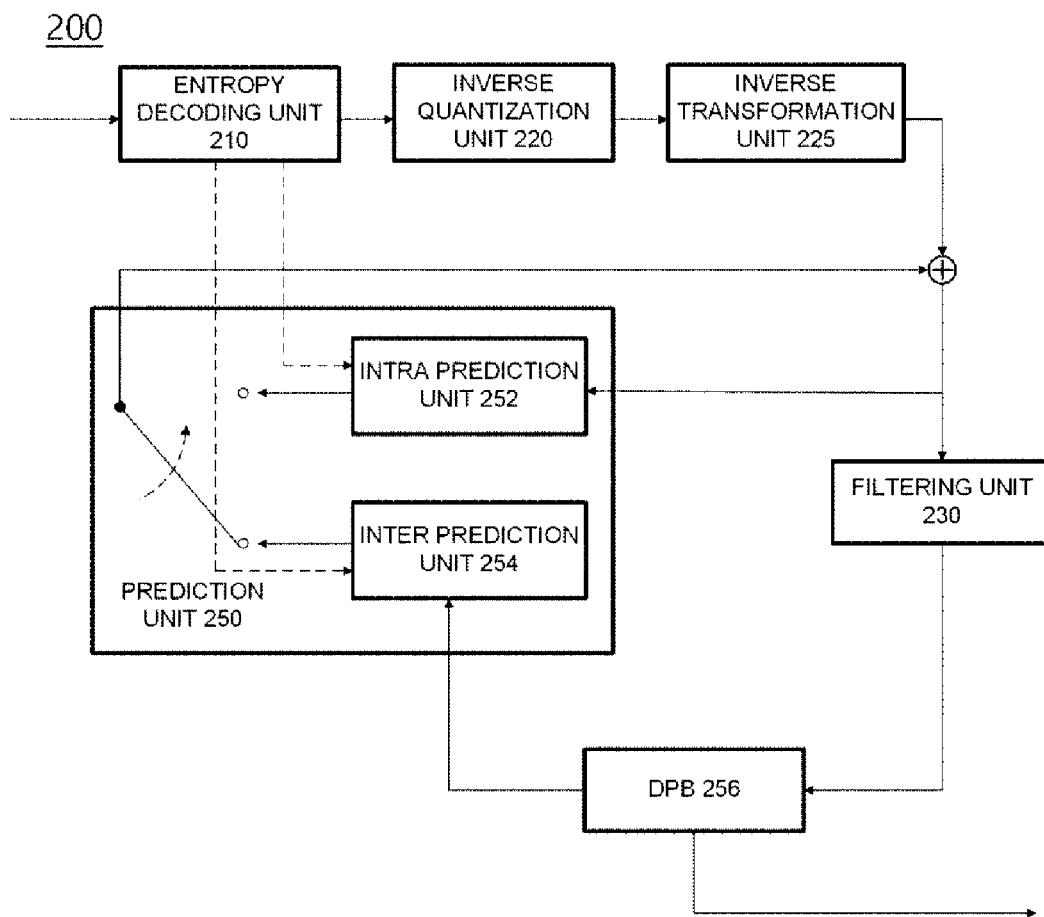 200
ENTROPY
DECODING UNIT
210
INVERSE
QUANTIZATION
UNIT 220
INVERSE
TRANSFORMATION
UNIT 225
INTRA PREDICTION
UNIT 252
FILTERING UNIT
230
INTER PREDICTION
UNIT 254
PREDICTION
UNIT 250
DPB 256